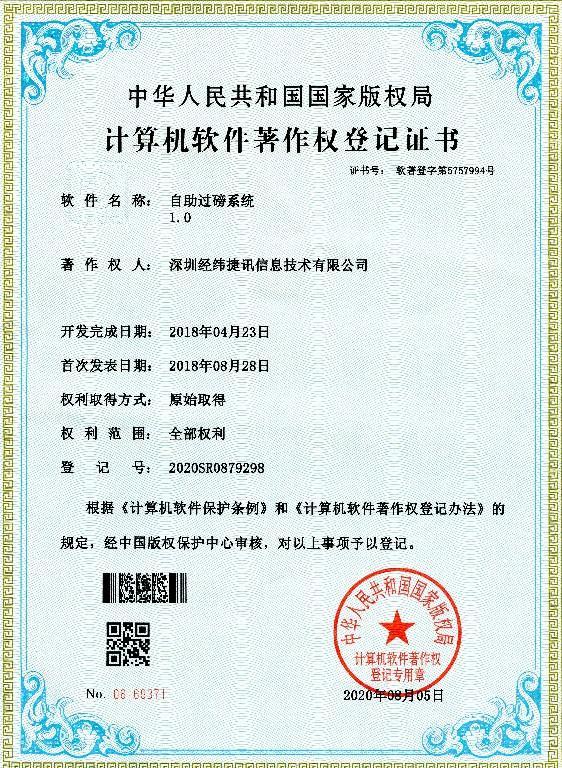 中华人民共和国国家版权局
计算机软件著作权登记证书
证书号： 软著登字第5757994号
软件名称： 自助过磅系统
1.0
著作权人： 深圳经纬捷讯信息技术有限公司
开发完成日期： 2018年04月23日
首次发表日期： 2018年08月28日
权利取得方式： 原始取得
权利范围： 全部权利
登记号： 2020SR0879298
根据《计算机软件保护条例》和《计算机软件著作权登记办法》的
规定，经中国版权保护中心审核，对以上事项予以登记。
中华人民共和国国家版权局
计算机软件著作权
登记专用章
No.
2020年08月05日